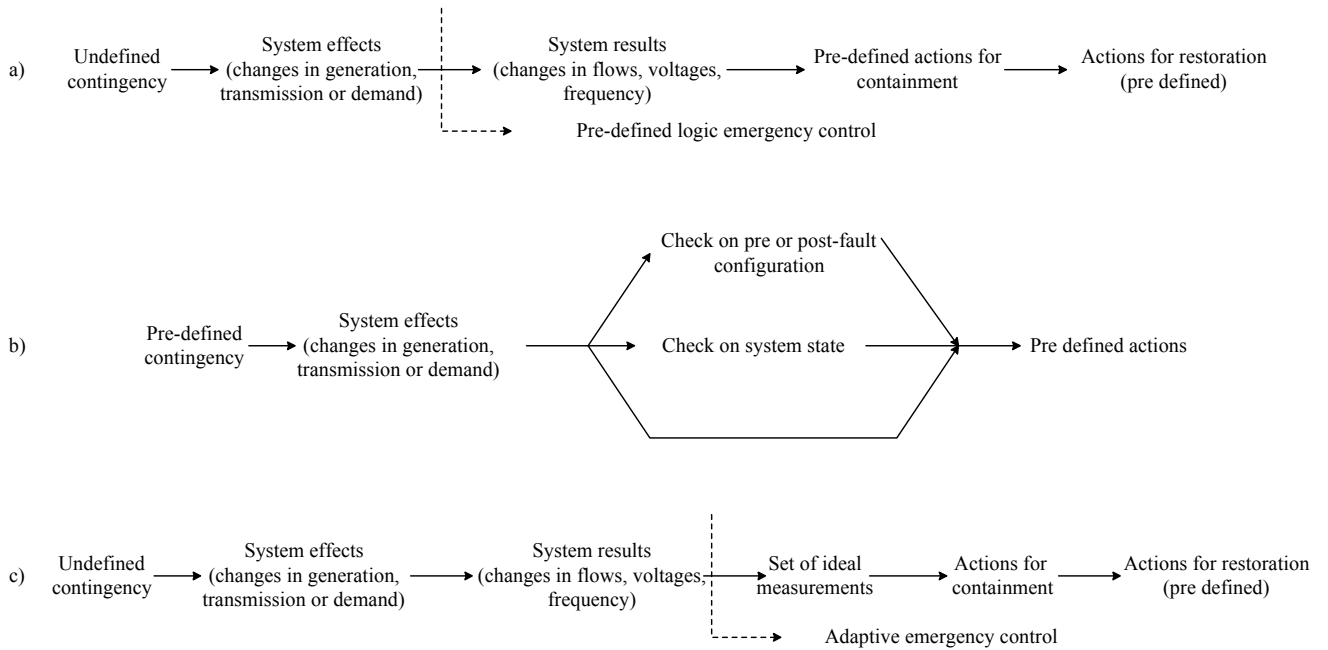 a)
Undefined
contingency
System effects
(changes in generation,
transmission or demand)
System results
(changes in flows, voltages,
frequency)
Pre-defined actions for
containment
Actions for restoration
(pre defined)
Pre-defined logic emergency control
b)
Pre-defined
contingency
System effects
(changes in generation,
transmission or demand)
Check on pre or post-fault
configuration
Check on system state
Pre defined actions
c)
Undefined
contingency
System effects
(changes in generation,
transmission or demand)
System results
(changes in flows, voltages,
frequency)
Set of ideal
measurements
Actions for
containment
Actions for restoration
(pre defined)
Adaptive emergency control